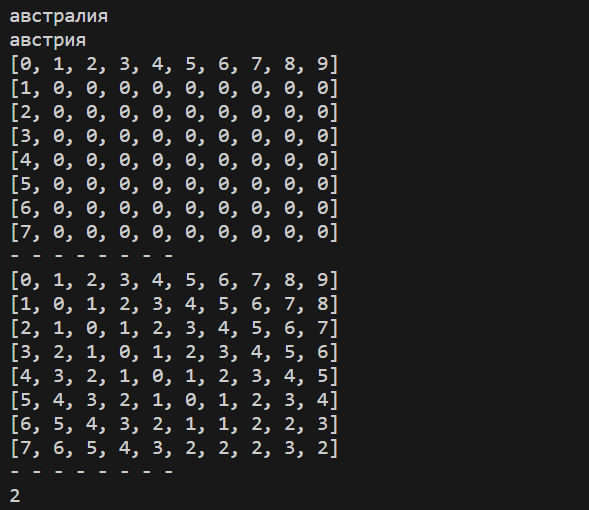 австралия
австрия
[0, 1, 2, 3, 4, 5, 6, 7, 8, 9]
[1, 0, 0, 0, 0, 0, 0, 0, 0, 0]
[2, 0, 0, 0, 0, 0, 0, 0, 0, 0]
[3, 0, 0, 0, 0, 0, 0, 0, 0, 0]
[4, 0, 0, 0, 0, 0, 0, 0, 0, 0]
[5, 0, 0, 0, 0, 0, 0, 0, 0, 0]
[6, 0, 0, 0, 0, 0, 0, 0, 0, 0]
[7, 0, 0, 0, 0, 0, 0, 0, 0, 0]
- - - - - - - -
[0, 1, 2, 3, 4, 5, 6, 7, 8, 9]
[1, 0, 1, 2, 3, 4, 5, 6, 7, 8]
[2, 1, 0, 1, 2, 3, 4, 5, 6, 7]
[3, 2, 1, 0, 1, 2, 3, 4, 5, 6]
[4, 3, 2, 1, 0, 1, 2, 3, 4, 5]
[5, 4, 3, 2, 1, 0, 1, 2, 3, 4]
[6, 5, 4, 3, 2, 1, 1, 2, 2, 3]
[7, 6, 5, 4, 3, 2, 2, 2, 3, 2]
- - - - - - - -
2